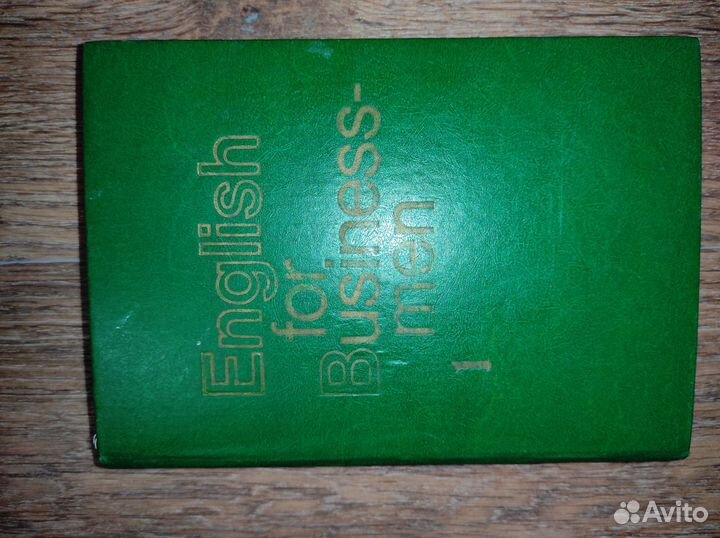 English
for
Business-
men
1
Avito